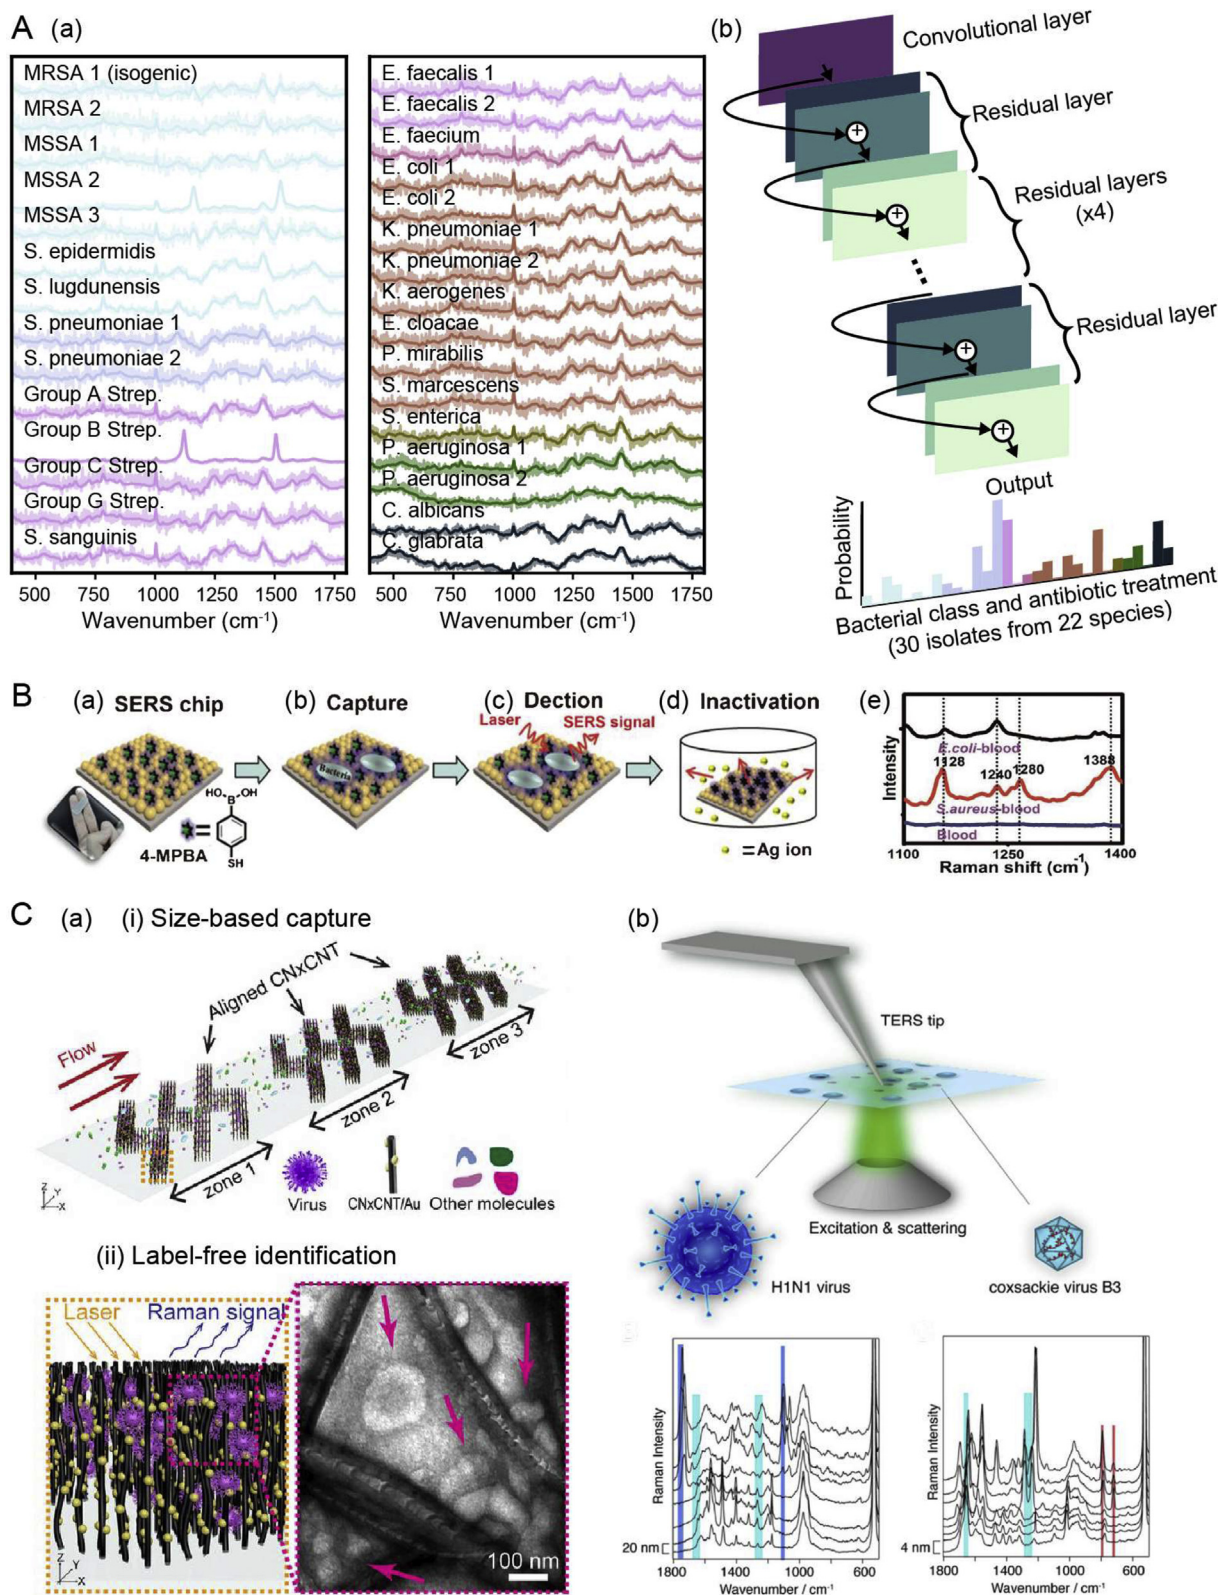 A
(a)
MRSA 1 (isogenic)
MRSA 2
MSSA 1
MSSA 2
MSSA 3
S. epidermidis
S. lugdunensis
S. pneumoniae 1
S. pneumoniae 2
Group A Strep.
Group B Strep.
Group C Strep.
Group G Strep.
S. sanguinis
500 750 1000 1250 1500 1750
Wavenumber (cm⁻¹)
E. faecalis 1
E. faecalis 2
E. faecium
E. coli 1
E. coli 2
K. pneumoniae 1
K. pneumoniae 2
K. aerogenes
E. cloacae
P. mirabilis
S. marcescens
S. enterica
P. aeruginosa 1
P. aeruginosa 2
C. albicans
C. glabrata
500 750 1000 1250 1500 1750
Wavenumber (cm⁻¹)
(b)
Convolutional layer
Residual layer
Residual layers
(x4)
Residual layer
Output
Probability
Bacterial class and antibiotic treatment
(30 isolates from 22 species)
B
(a)
SERS chip
HO
B
OH
SH
=
4-MPBA
(b)
Capture
Bacteria
(c)
Dection
Laser
SERS signal
(d)
Inactivation
=Ag ion
(e)
Intensity
E.coli-blood
1128
1240
1280
1388
S.aureus-blood
Blood
1100 1250 1400
Raman shift (cm⁻¹)
C
(a)
(i) Size-based capture
Aligned CNxCNT
Flow
zone 1
zone 2
zone 3
Z
Y
X
Virus
CNxCNT/Au
Other molecules
(ii) Label-free identification
Laser
Raman signal
Z
Y
X
100 nm
(b)
TERS tip
Excitation & scattering
H1N1 virus
coxsackie virus B3
Raman Intensity
20 nm
1800 1400 1000 600
Wavenumber / cm⁻¹
Raman Intensity
4 nm
1800 1400 1000 600
Wavenumber / cm⁻¹